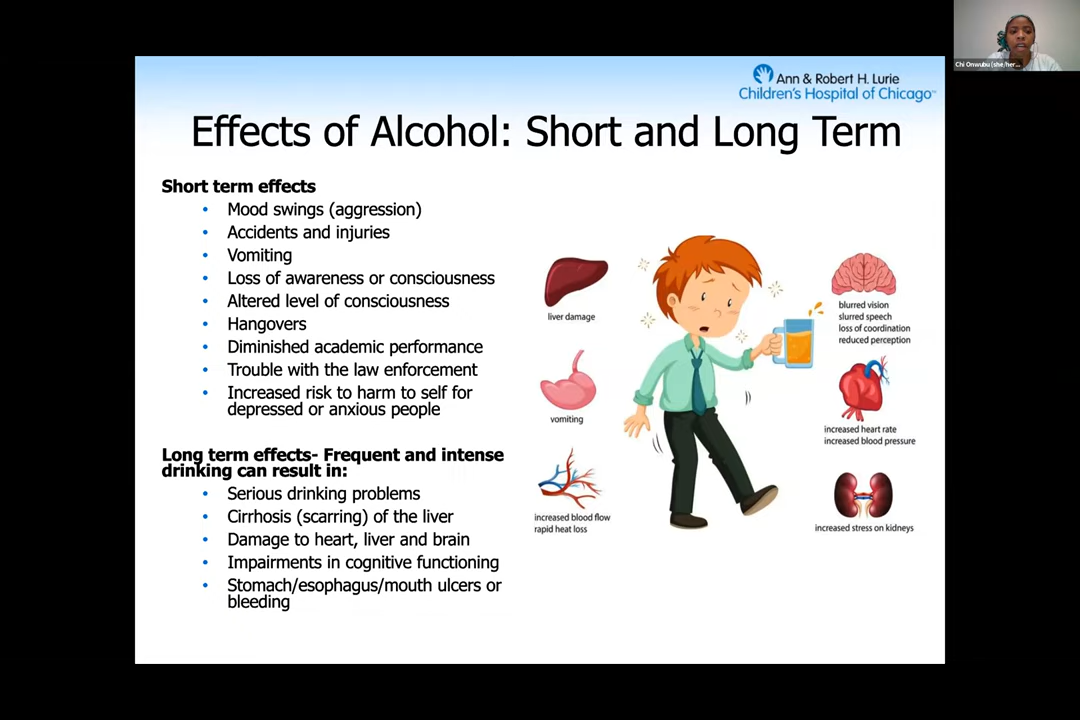 Chi Onwubu (she/her...
Ann & Robert H. Lurie
Children's Hospital of Chicago™
Effects of Alcohol: Short and Long Term
Short term effects
• Mood swings (aggression)
• Accidents and injuries
• Vomiting
• Loss of awareness or consciousness
• Altered level of consciousness
• Hangovers
• Diminished academic performance
• Trouble with the law enforcement
• Increased risk to harm to self for
depressed or anxious people
Long term effects- Frequent and intense
drinking can result in:
• Serious drinking problems
• Cirrhosis (scarring) of the liver
• Damage to heart, liver and brain
• Impairments in cognitive functioning
• Stomach/esophagus/mouth ulcers or
bleeding
liver damage
vomiting
increased blood flow
rapid heat loss
blurred vision
slurred speech
loss of coordination
reduced perception
increased heart rate
increased blood pressure
increased stress on kidneys